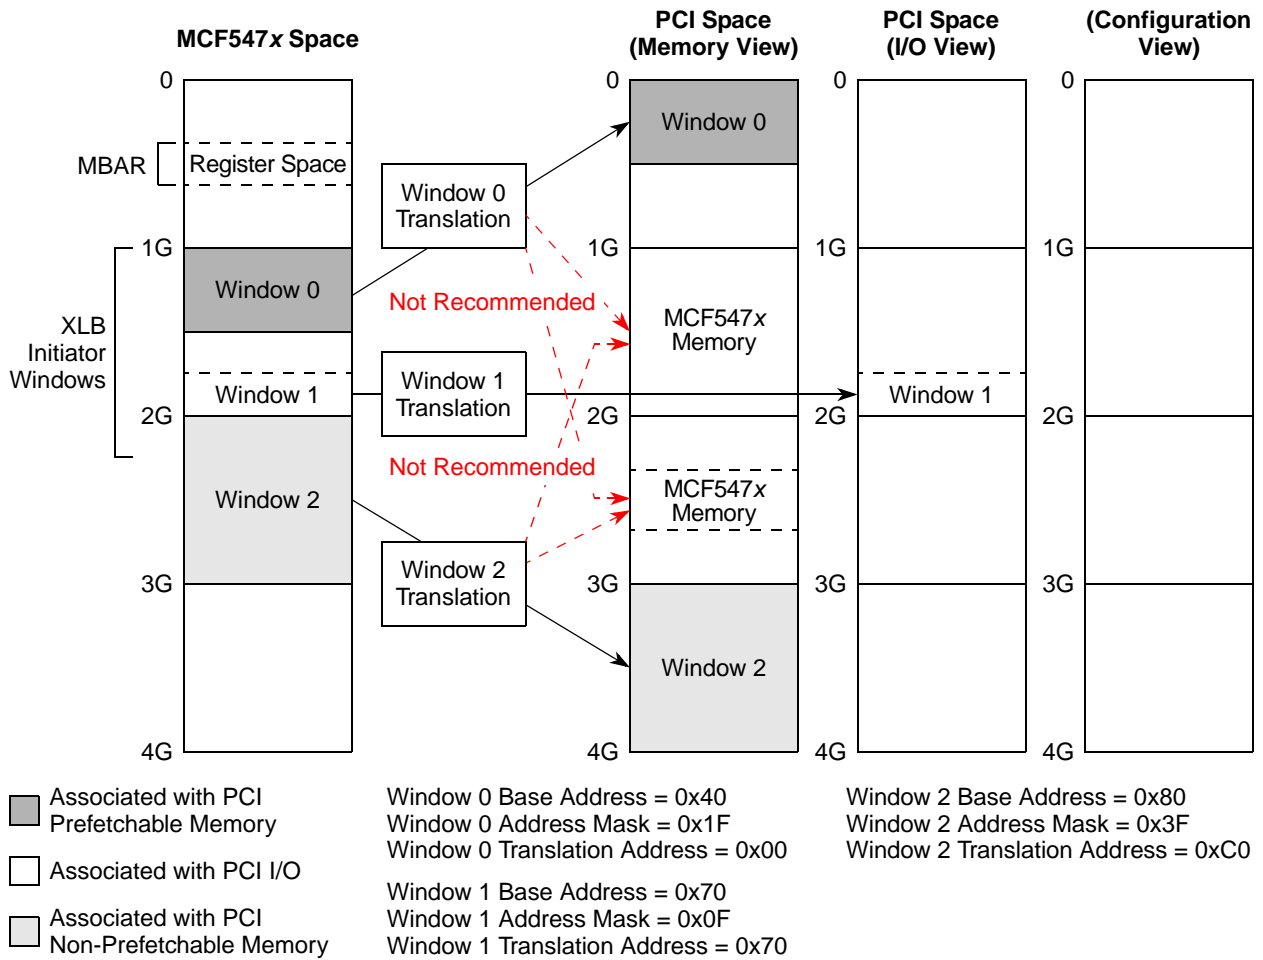 MCF547x Space
PCI Space
(Memory View)
PCI Space
(I/O View)
(Configuration
View)
0
0
0
0
MBAR
Register Space
Window 0
Window 0
Translation
1G
1G
1G
1G
XLB
Initiator
Windows
Window 0
Not Recommended
MCF547x
Memory
Window 1
Window 1
Translation
Window 1
2G
2G
2G
2G
Not Recommended
Window 2
MCF547x
Memory
Window 2
Translation
3G
3G
3G
3G
Window 2
4G
4G
4G
4G
Associated with PCI
Prefetchable Memory
Associated with PCI I/O
Associated with PCI
Non-Prefetchable Memory
Window 0 Base Address = 0x40
Window 0 Address Mask = 0x1F
Window 0 Translation Address = 0x00
Window 1 Base Address = 0x70
Window 1 Address Mask = 0x0F
Window 1 Translation Address = 0x70
Window 2 Base Address = 0x80
Window 2 Address Mask = 0x3F
Window 2 Translation Address = 0xC0